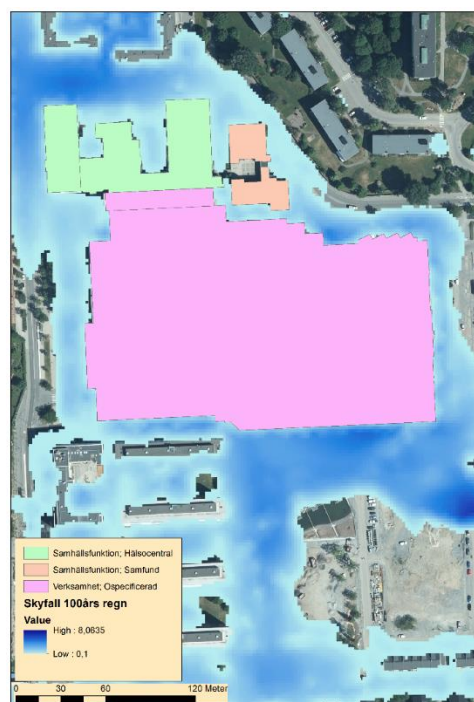 Samhällsfunktion; Hälsocentral
Samhällsfunktion; Samfund
Verksamhet; Ospecificerad
Skyfall 100års regn
Value
High : 8,0635
Low : 0,1
0 30 60 120 Meter